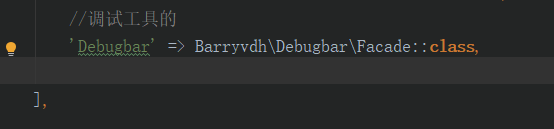 //调试工具的
'Debugbar' => Barryvdh\Debugbar\Facade::class,
],